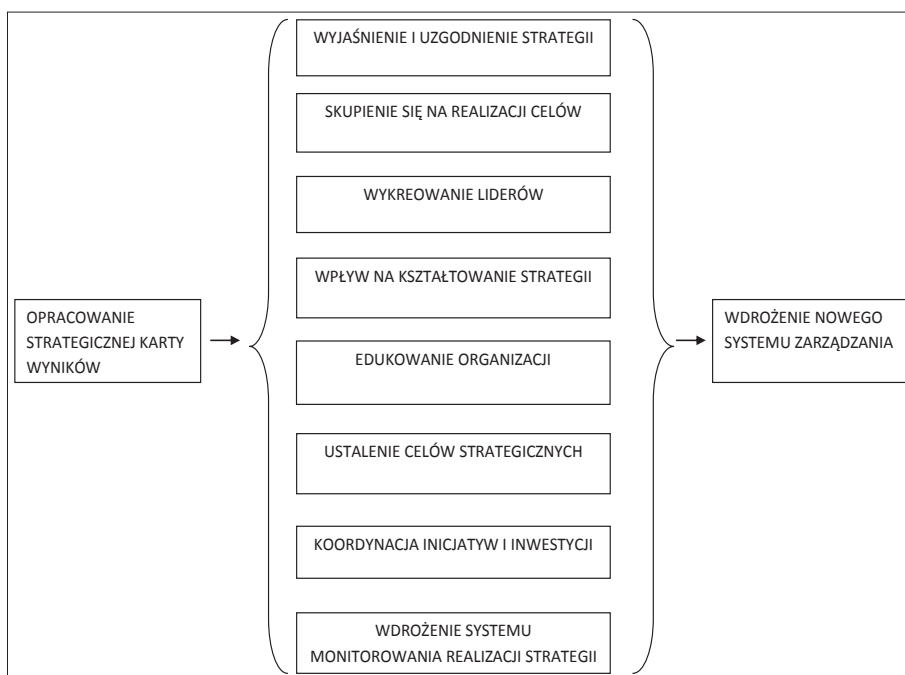 OPRACOWANIE
STRATEGICZNEJ KARTY
WYNIKÓW
WYJAŚNIENIE I UZGODNIENIE STRATEGII
SKUPIENIE SIĘ NA REALIZACJI CELÓW
WYKREOWANIE LIDERÓW
WPŁYW NA KSZTAŁTOWANIE STRATEGII
EDUKOWANIE ORGANIZACJI
USTALENIE CELÓW STRATEGICZNYCH
KOORDYNACJA INICJATYW I INWESTYCJI
WDROŻENIE SYSTEMU
MONITOROWANIA REALIZACJI STRATEGII
WDROŻENIE NOWEGO
SYSTEMU ZARZĄDZANIA